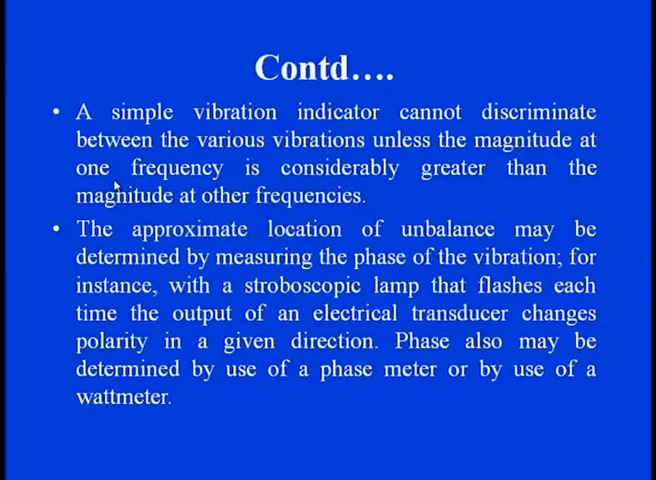 Contd….
• A simple vibration indicator cannot discriminate
between the various vibrations unless the magnitude at
one frequency is considerably greater than the
magnitude at other frequencies.
• The approximate location of unbalance may be
determined by measuring the phase of the vibration; for
instance, with a stroboscopic lamp that flashes each
time the output of an electrical transducer changes
polarity in a given direction. Phase also may be
determined by use of a phase meter or by use of a
wattmeter.